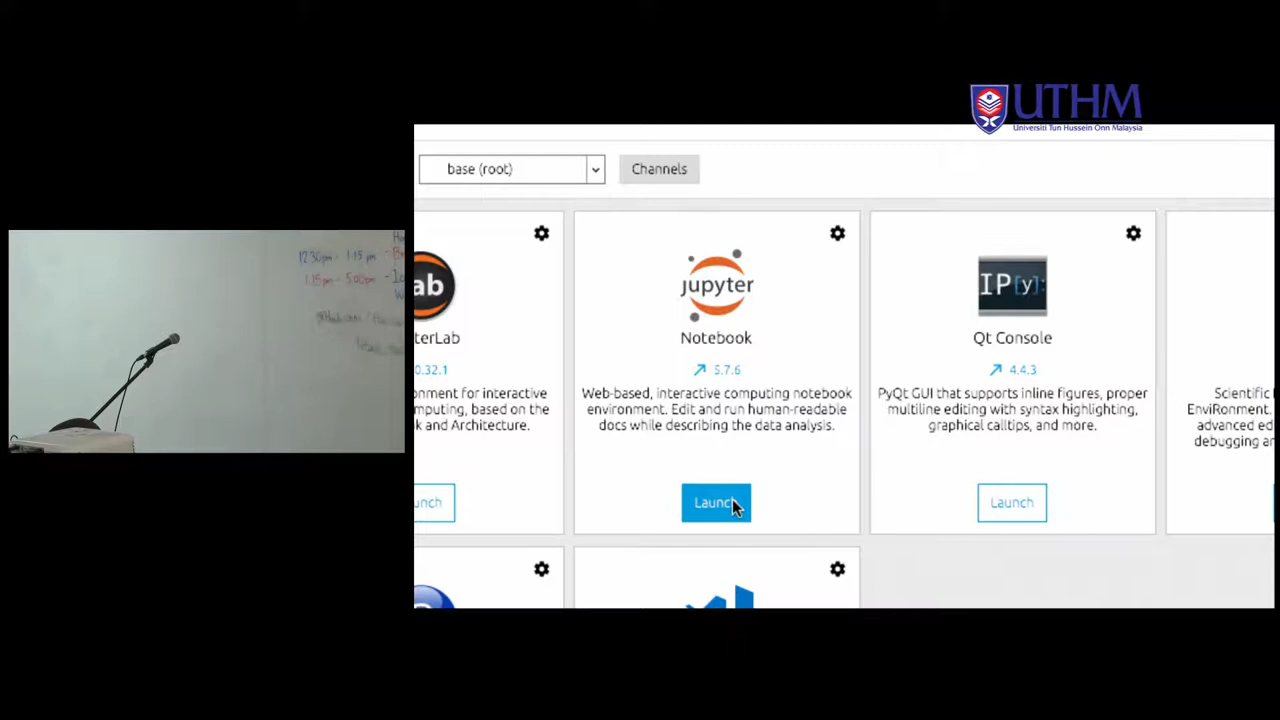 UTHM
Universiti Tun Hussein Onn Malaysia
base (root)
Channels
12:30pm - 1:15 pm -
1:15pm - 5:00pm -
ab
terLab
0.32.1
onment for interactive
mputing, based on the
k and Architecture.
unch
jupyter
Notebook
5.7.6
Web-based, interactive computing notebook
environment. Edit and run human-readable
docs while describing the data analysis.
Launch
IP[y]:
Qt Console
4.4.3
PyQt GUI that supports inline figures, proper
multiline editing with syntax highlighting,
graphical calltips, and more.
Launch
Scientific
EnviRonment.
advanced ed
debugging an